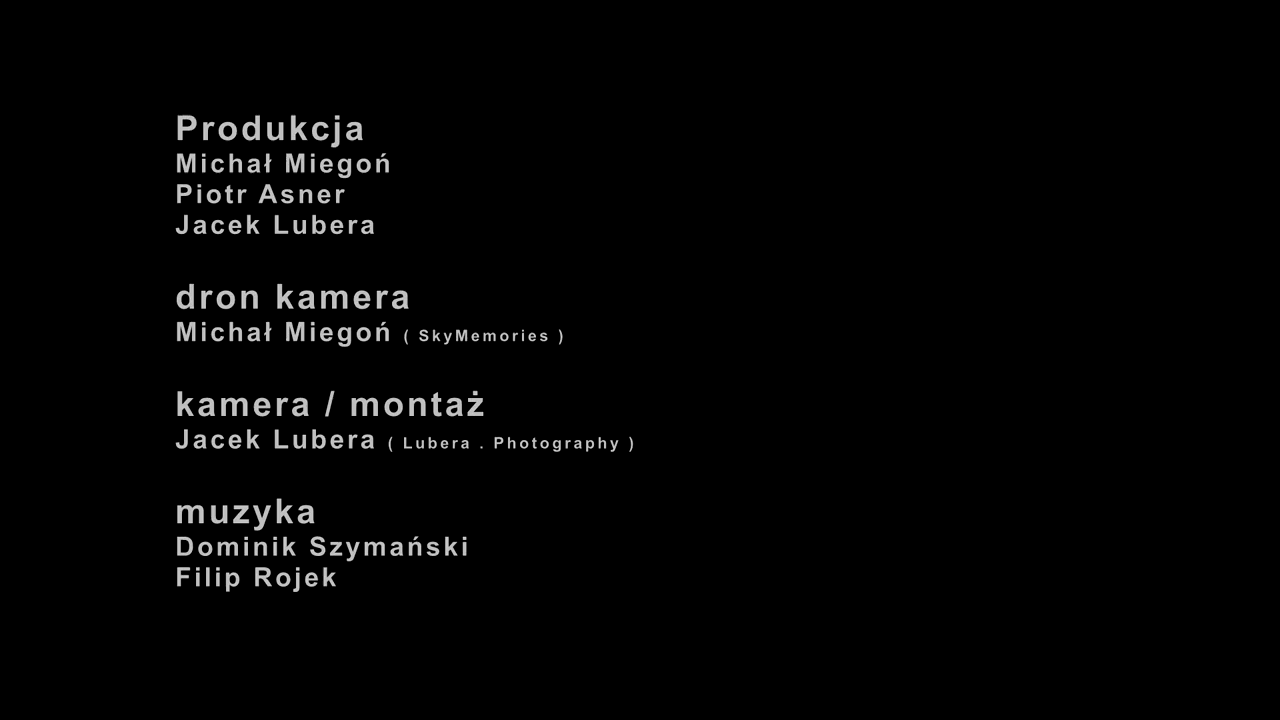 Produkcja
Michał Miegoń
Piotr Asner
Jacek Lubera
dron kamera
Michał Miegoń ( SkyMemories )
kamera / montaż
Jacek Lubera ( Lubera . Photography )
muzyka
Dominik Szymański
Filip Rojek